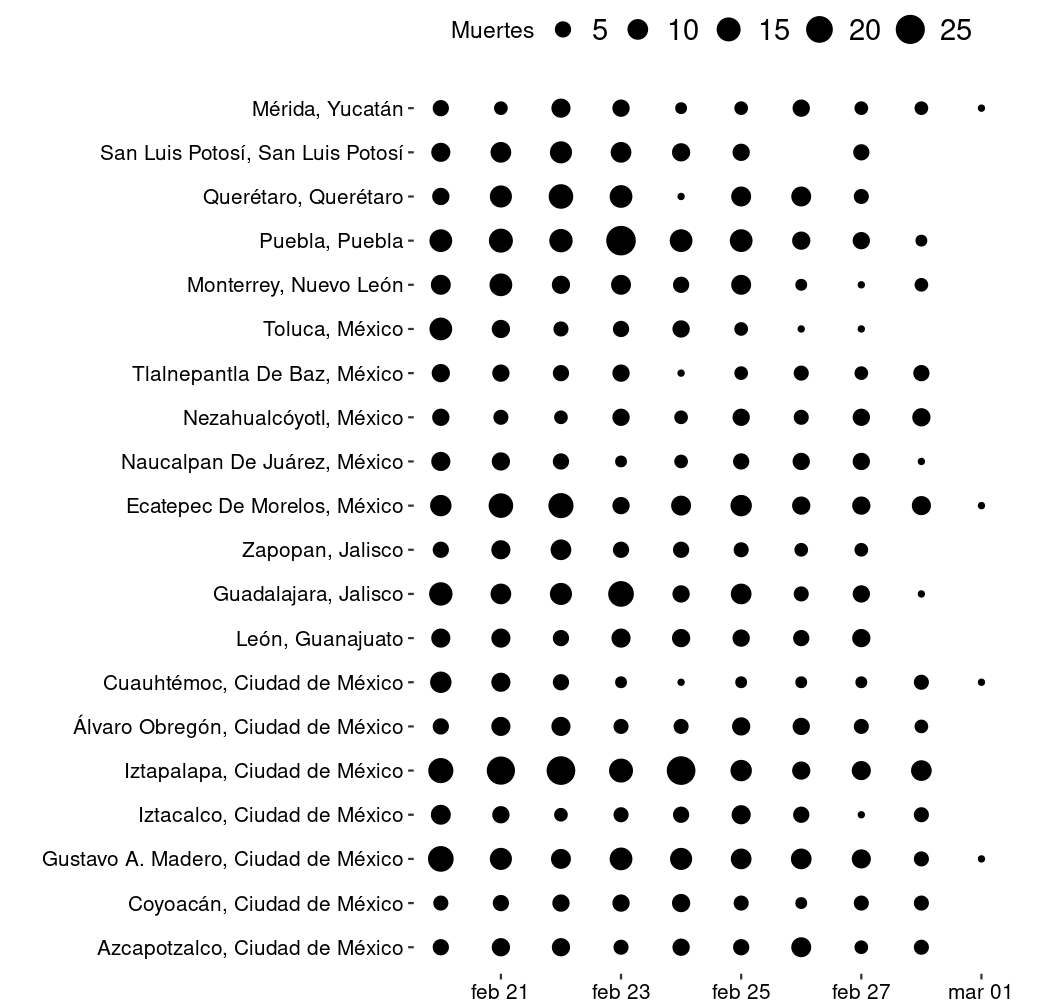 Muertes 5 10 15 20 25
Mérida, Yucatán
San Luis Potosí, San Luis Potosí
Querétaro, Querétaro
Puebla, Puebla
Monterrey, Nuevo León
Toluca, México
Tlalnepantla De Baz, México
Nezahualcóyotl, México
Naucalpan De Juárez, México
Ecatepec De Morelos, México
Zapopan, Jalisco
Guadalajara, Jalisco
León, Guanajuato
Cuauhtémoc, Ciudad de México
Álvaro Obregón, Ciudad de México
Iztapalapa, Ciudad de México
Iztacalco, Ciudad de México
Gustavo A. Madero, Ciudad de México
Coyoacán, Ciudad de México
Azcapotzalco, Ciudad de México
feb 21 feb 23 feb 25 feb 27 mar 01